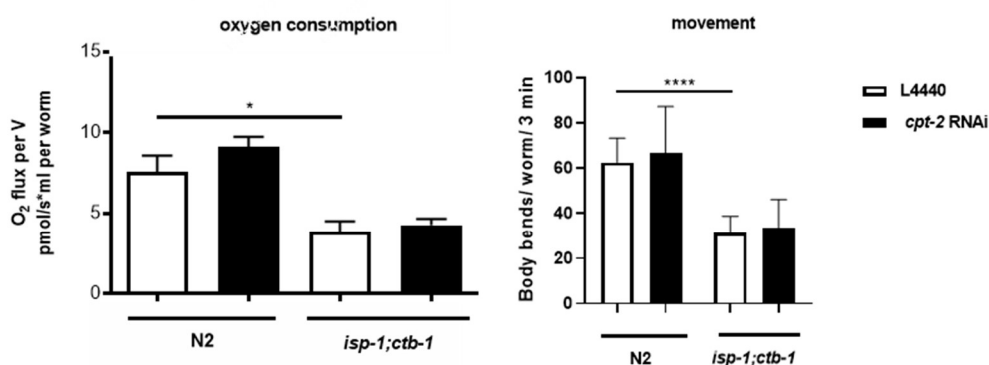 oxygen consumption
15
10
5
0
O2 flux per V
pmol/s*ml per worm
*
N2
isp-1;ctb-1
movement
100
80
60
40
20
0
Body bends/ worm/ 3 min
****
N2
isp-1;ctb-1
L4440
cpt-2 RNAi